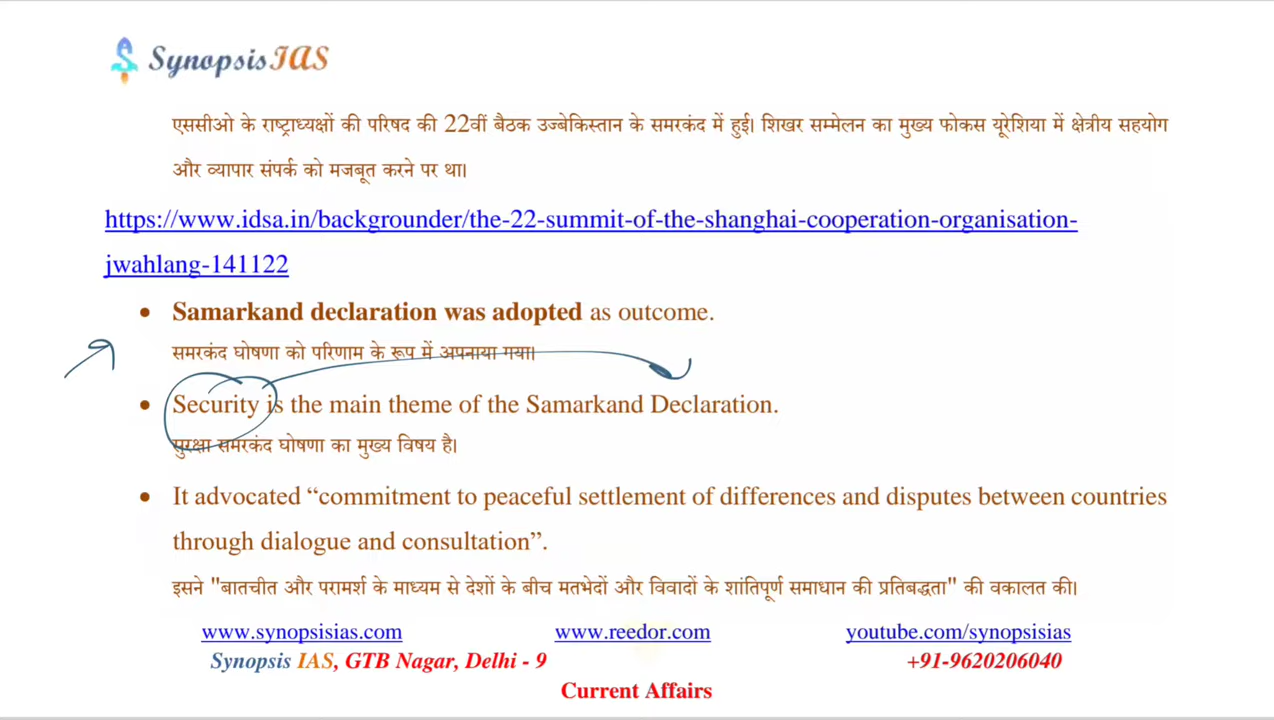 Synopsis IAS
एससीओ के राष्ट्राध्यक्षों की परिषद की 22वीं बैठक उज्बेकिस्तान के समरकंद में हुई। शिखर सम्मेलन का मुख्य फोकस यूरेशिया में क्षेत्रीय सहयोग
और व्यापार संपर्क को मजबूत करने पर था।
https://www.idsa.in/backgrounder/the-22-summit-of-the-shanghai-cooperation-organisation-
jwahlang-141122
• Samarkand declaration was adopted as outcome.
समरकंद घोषणा को परिणाम के रूप में अपनाया गया।
• Security is the main theme of the Samarkand Declaration.
सुरक्षा समरकंद घोषणा का मुख्य विषय है।
• It advocated “commitment to peaceful settlement of differences and disputes between countries
through dialogue and consultation”.
इसने "बातचीत और परामर्श के माध्यम से देशों के बीच मतभेदों और विवादों के शांतिपूर्ण समाधान की प्रतिबद्धता" की वकालत की।
www.synopsisias.com www.reedor.com youtube.com/synopsisias
Synopsis IAS, GTB Nagar, Delhi - 9 +91-9620206040
Current Affairs